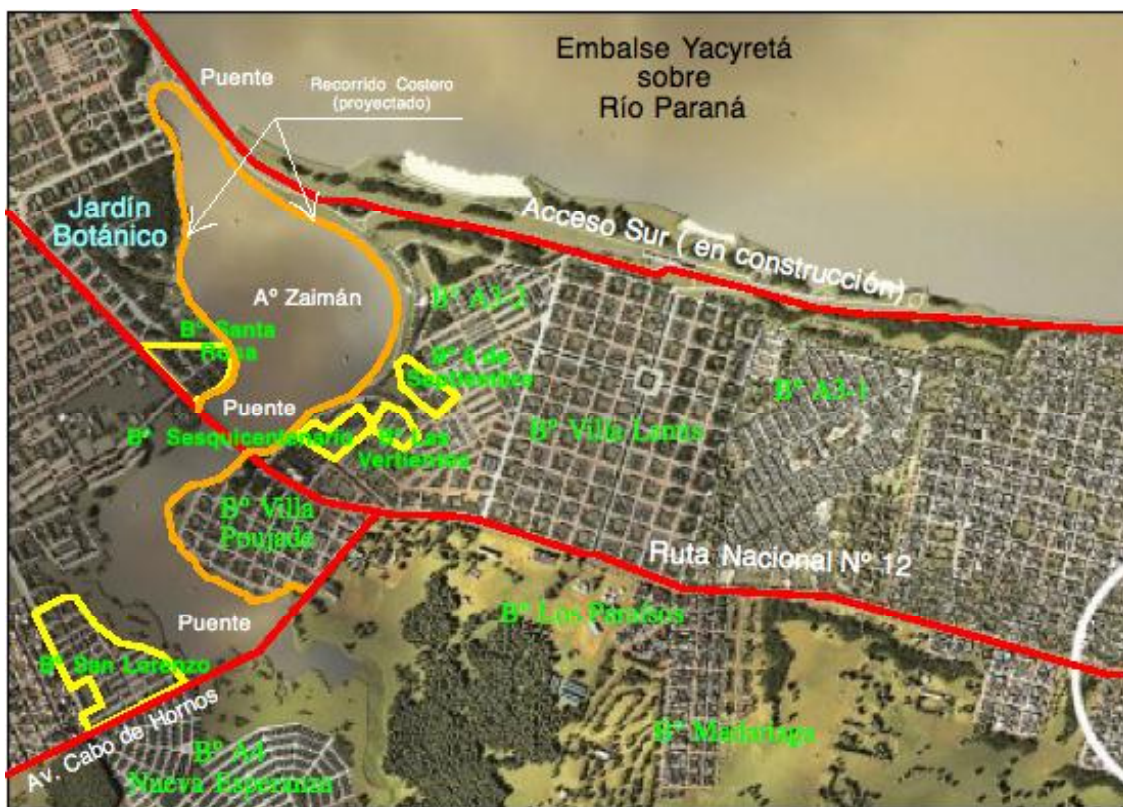 Embalse Yacyretá
sobre
Río Paraná
Puente
Recorrido Costero
(proyectado)
Jardín
Botánico
Acceso Sur ( en construcción)
Aº Zaimán
Bº A3-2
Bº Santa
Rosa
Bº 8 de
Septiembre
Bº A3-1
Puente
Bº Sesquicentenario
Bº Las
Vertientes
Bº Villa Lanús
Bº Villa
Poujade
Ruta Nacional Nº 12
Bº Los Paraísos
Puente
Bº San Lorenzo
Av. Cabo de Hornos
Bº Madariaga
Bº A4
Nueva Esperanza